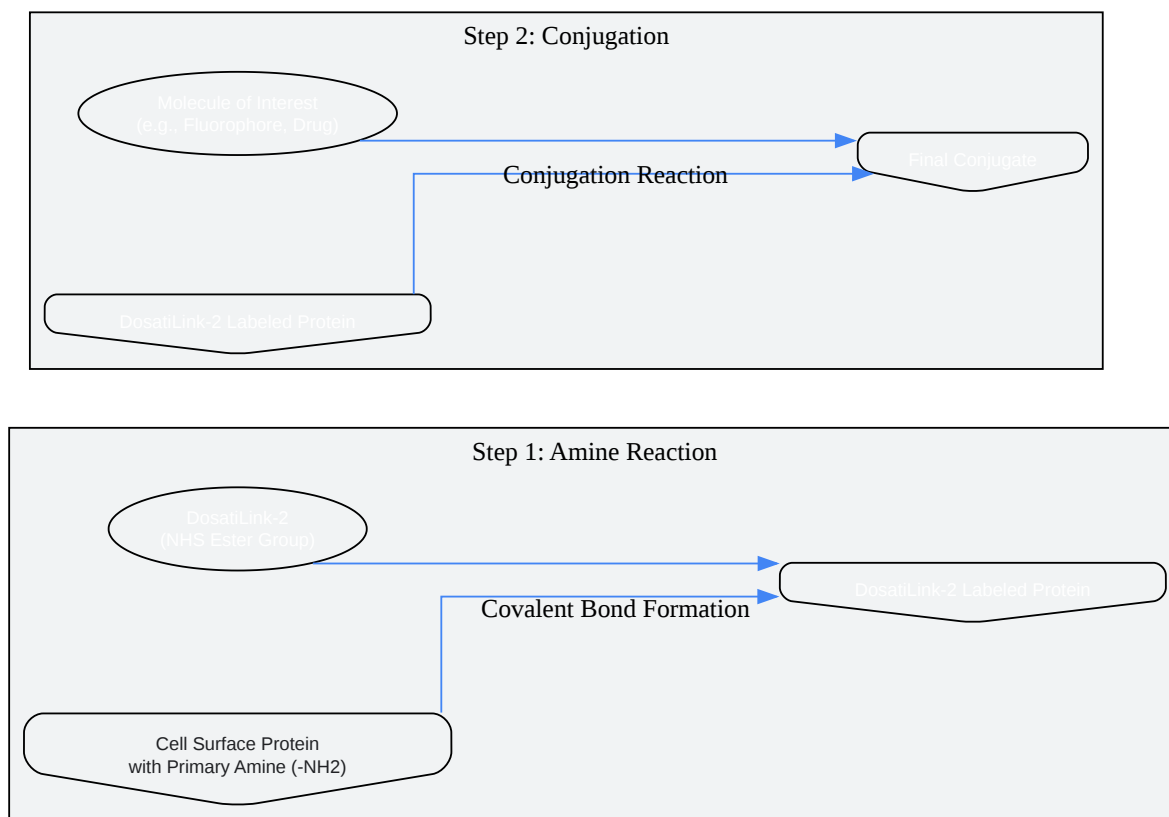 Step 2: Conjugation
Molecule of Interest
(e.g., Fluorophore, Drug)
Final Conjugate
Conjugation Reaction
DosatiLink-2 Labeled Protein
Step 1: Amine Reaction
DosatiLink-2
(NHS Ester Group)
DosatiLink-2 Labeled Protein
Covalent Bond Formation
Cell Surface Protein
with Primary Amine (-NH2)